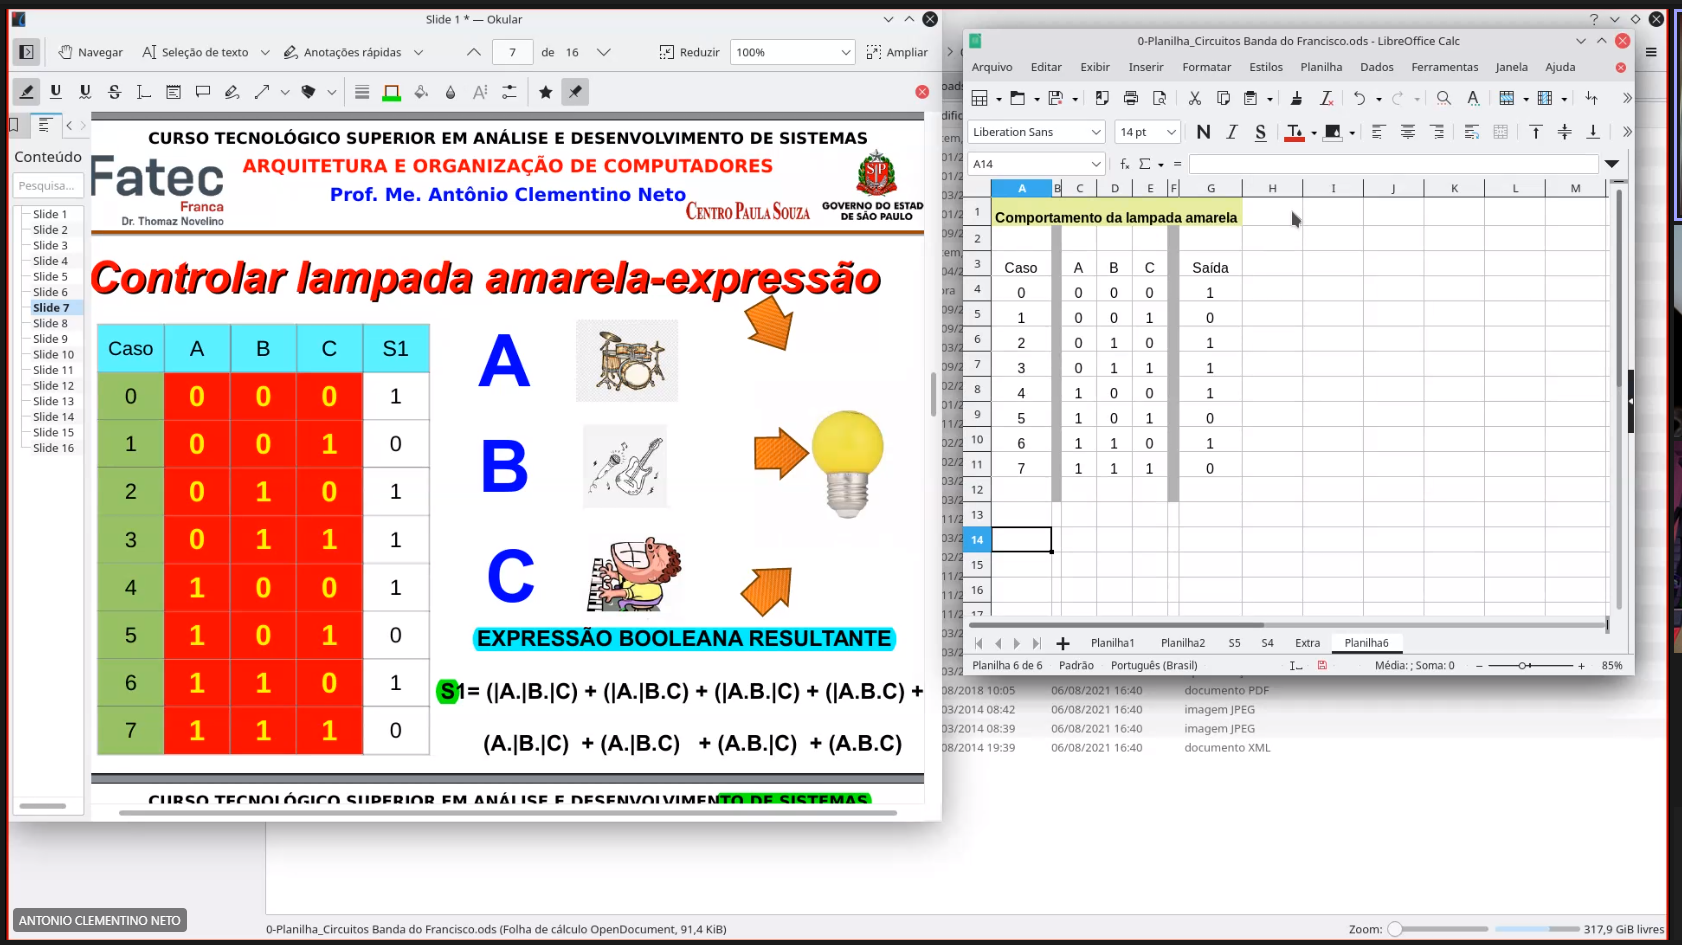 Slide 1 * — Okular
Navegar
Seleção de texto
Anotações rápidas
7 de 16
Reduzir
100%
Ampliar
Conteúdo
Pesquisa...
Slide 1
Slide 2
Slide 3
Slide 4
Slide 5
Slide 6
Slide 7
Slide 8
Slide 9
Slide 10
Slide 11
Slide 12
Slide 13
Slide 14
Slide 15
Slide 16
CURSO TECNOLÓGICO SUPERIOR EM ANÁLISE E DESENVOLVIMENTO DE SISTEMAS
ARQUITETURA E ORGANIZAÇÃO DE COMPUTADORES
Prof. Me. Antônio Clementino Neto
Fatec
Franca
Dr. Thomaz Novelino
CENTRO PAULA SOUZA
GOVERNO DO ESTAD
DE SÃO PAULO
Controlar lampada amarela-expressão
Caso A B C S1
0 0 0 0 1
1 0 0 1 0
2 0 1 0 1
3 0 1 1 1
4 1 0 0 1
5 1 0 1 0
6 1 1 0 1
7 1 1 1 0
A
B
C
EXPRESSÃO BOOLEANA RESULTANTE
S1= (|A.|B.|C) + (|A.|B.C) + (|A.B.|C) + (|A.B.C) +
(A.|B.|C) + (A.|B.C) + (A.B.|C) + (A.B.C)
CURSO TECNOLÓGICO SUPERIOR EM ANÁLISE E DESENVOLVIMENTO DE SISTEMAS
0-Planilha_Circuitos Banda do Francisco.ods - LibreOffice Calc
Arquivo Editar Exibir Inserir Formatar Estilos Planilha Dados Ferramentas Janela Ajuda
Liberation Sans
14 pt
N I S
A14
A B C D E F G H I J K L M
1 Comportamento da lampada amarela
2
3 Caso A B C Saída
4 0 0 0 0 1
5 1 0 0 1 0
6 2 0 1 0 1
7 3 0 1 1 1
8 4 1 0 0 1
9 5 1 0 1 0
10 6 1 1 0 1
11 7 1 1 1 0
12
13
14
15
16
17
Planilha1 Planilha2 S5 S4 Extra Planilha6
Planilha 6 de 6
Padrão
Português (Brasil)
Média: ; Soma: 0
85%
08/2018 10:05 06/08/2021 16:40 documento PDF
03/2014 08:42 06/08/2021 16:40 imagem JPEG
03/2014 08:39 06/08/2021 16:40 imagem JPEG
08/2014 19:39 06/08/2021 16:40 documento XML
ANTONIO CLEMENTINO NETO
0-Planilha_Circuitos Banda do Francisco.ods (Folha de cálculo OpenDocument, 91,4 KiB)
Zoom:
317,9 GiB livres